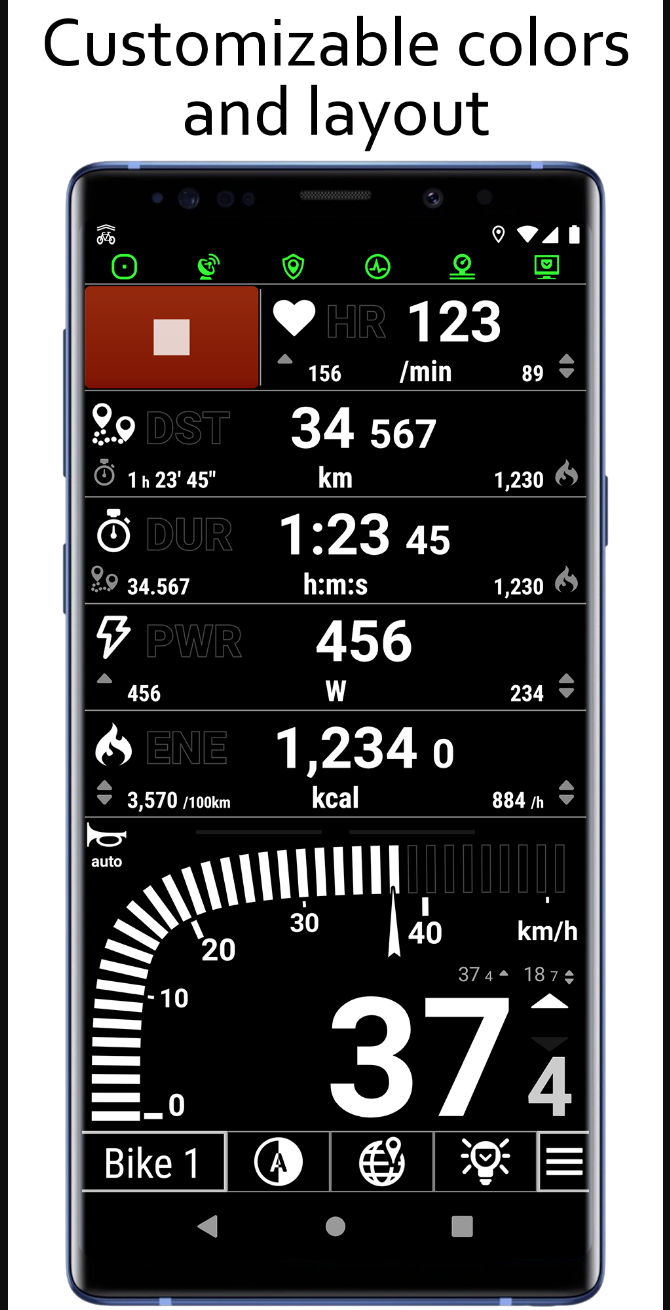 Customizable colors
and layout
HR 123
156 /min 89
DST 34 567
1 h 23' 45" km 1,230
DUR 1:23 45
34.567 h:m:s 1,230
PWR 456
456 W 234
ENE 1,234 0
3,570 /100km kcal 884 /h
auto
30
40 km/h
20
37 4 18 7
10
37 4
0
Bike 1 A